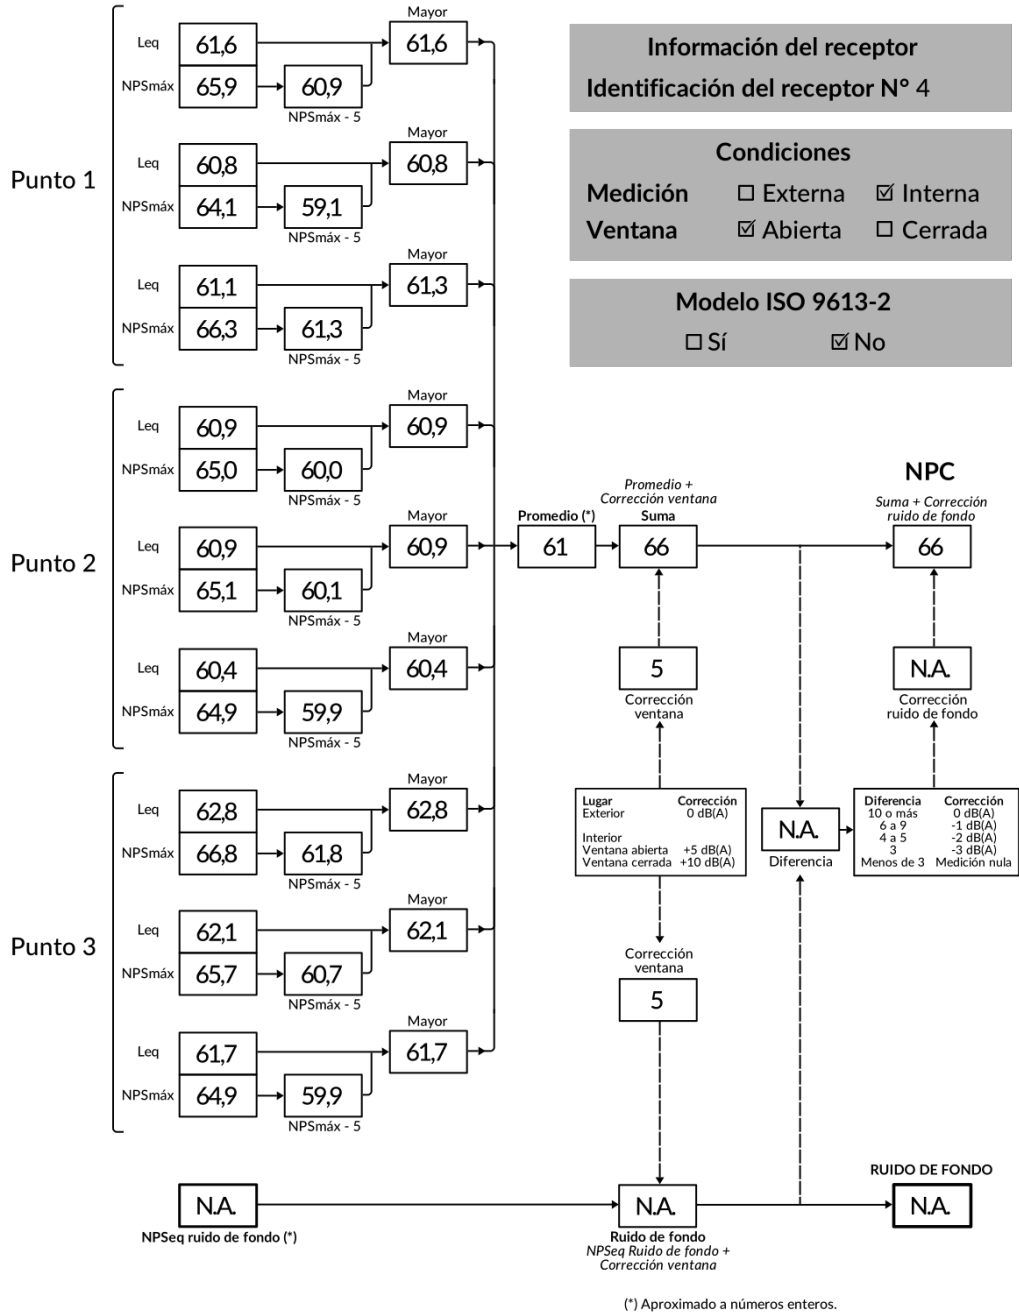 Información del receptor
Identificación del receptor N° 4
Condiciones
Medición ☐ Externa ☑ Interna
Ventana ☑ Abierta ☐ Cerrada
Modelo ISO 9613-2
☐ Sí ☑ No
Punto 1
Mayor
Leq 61,6 61,6
NPSmáx 65,9 60,9
NPSmáx - 5
Mayor
Leq 60,8 60,8
NPSmáx 64,1 59,1
NPSmáx - 5
Mayor
Leq 61,1 61,3
NPSmáx 66,3 61,3
NPSmáx - 5
Punto 2
Mayor
Leq 60,9 60,9
NPSmáx 65,0 60,0
NPSmáx - 5
Mayor
Leq 60,9 60,9
NPSmáx 65,1 60,1
NPSmáx - 5
Mayor
Leq 60,4 60,4
NPSmáx 64,9 59,9
NPSmáx - 5
Punto 3
Mayor
Leq 62,8 62,8
NPSmáx 66,8 61,8
NPSmáx - 5
Mayor
Leq 62,1 62,1
NPSmáx 65,7 60,7
NPSmáx - 5
Mayor
Leq 61,7 61,7
NPSmáx 64,9 59,9
NPSmáx - 5
Promedio (*)
61
Promedio +
Corrección ventana
Suma
66
NPC
Suma + Corrección
ruido de fondo
66
5
Corrección
ventana
N.A.
Corrección
ruido de fondo
Lugar Corrección
Exterior 0 dB(A)
Interior
Ventana abierta +5 dB(A)
Ventana cerrada +10 dB(A)
N.A.
Diferencia
Diferencia Corrección
10 o más 0 dB(A)
6 a 9 -1 dB(A)
4 a 5 -2 dB(A)
3 -3 dB(A)
Menos de 3 Medición nula
Corrección
ventana
5
N.A.
NPSeq ruido de fondo (*)
N.A.
Ruido de fondo
NPSeq Ruido de fondo +
Corrección ventana
RUIDO DE FONDO
N.A.
(*) Aproximado a números enteros.